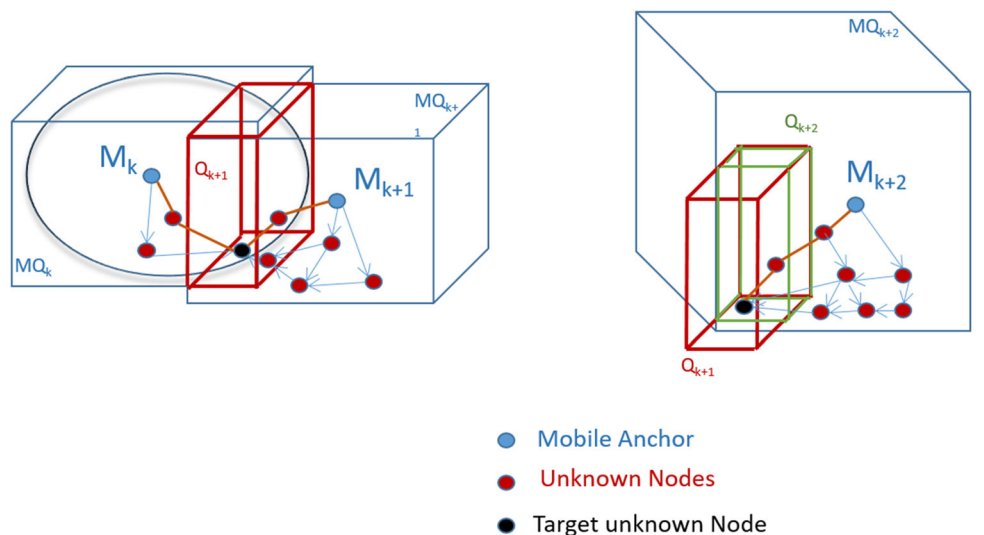 MQk+2
MQk+
1
Qk+2
Mk
Qk+1
Mk+1
Mk+2
MQk
Qk+1
Mobile Anchor
Unknown Nodes
Target unknown Node